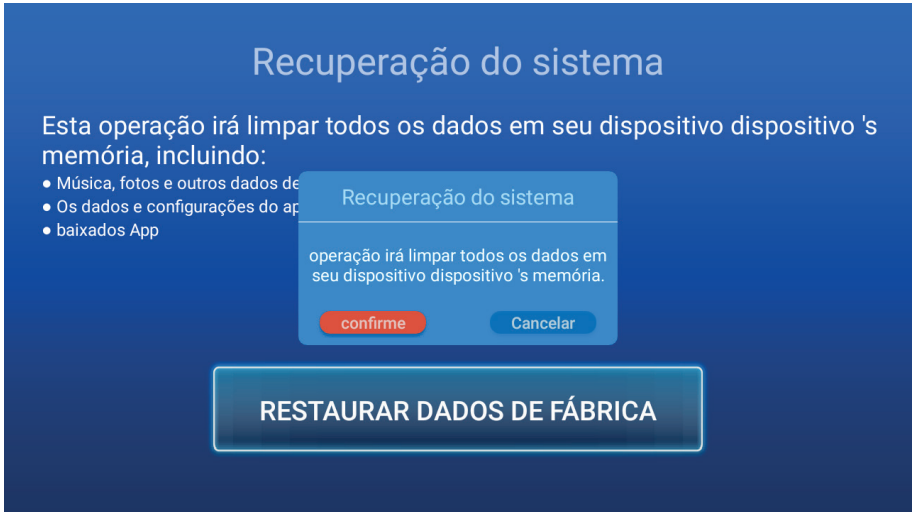 Recuperação do sistema
Esta operação irá limpar todos os dados em seu dispositivo dispositivo 's
memória, incluindo:
● Música, fotos e outros dados de
● Os dados e configurações do ap
● baixados App
Recuperação do sistema
operação irá limpar todos os dados em
seu dispositivo dispositivo 's memória.
confirme Cancelar
RESTAURAR DADOS DE FÁBRICA